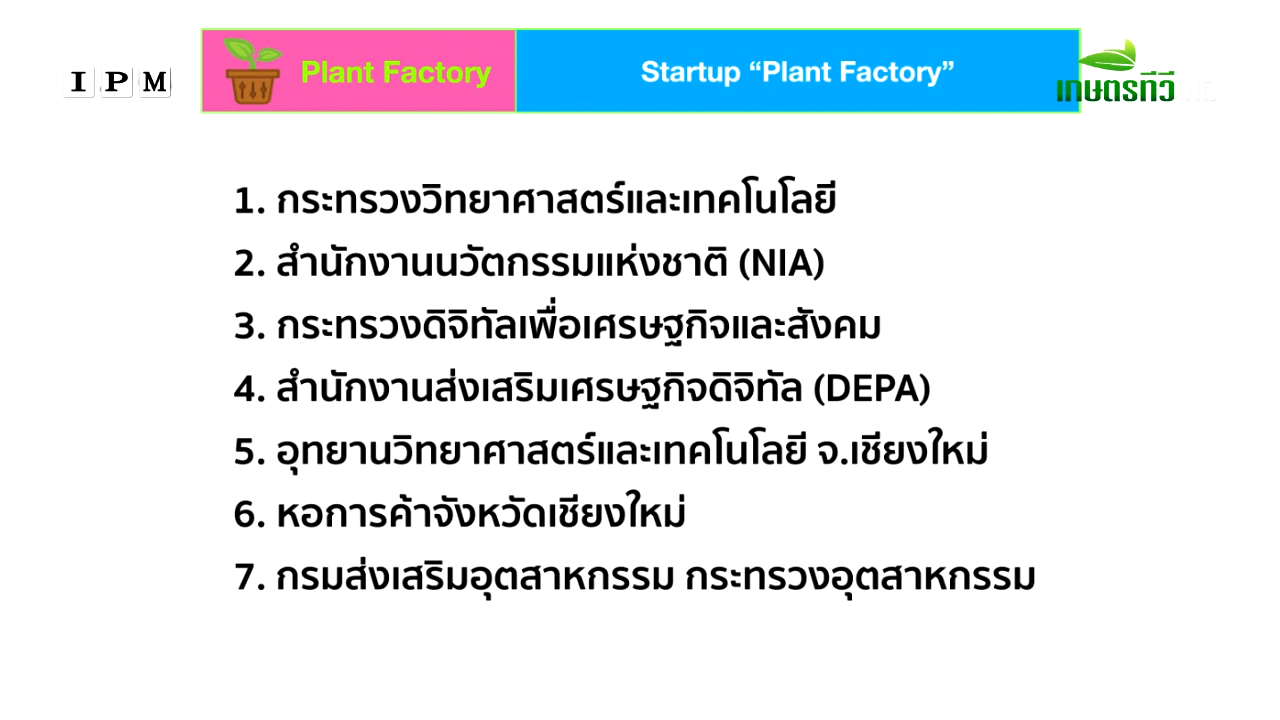 IPM
Plant Factory
Startup “Plant Factory”
เกษตรทีวี
1. กระทรวงวิทยาศาสตร์และเทคโนโลยี
2. สำนักงานนวัตกรรมแห่งชาติ (NIA)
3. กระทรวงดิจิทัลเพื่อเศรษฐกิจและสังคม
4. สำนักงานส่งเสริมเศรษฐกิจดิจิทัล (DEPA)
5. อุทยานวิทยาศาสตร์และเทคโนโลยี จ.เชียงใหม่
6. หอการค้าจังหวัดเชียงใหม่
7. กรมส่งเสริมอุตสาหกรรม กระทรวงอุตสาหกรรม